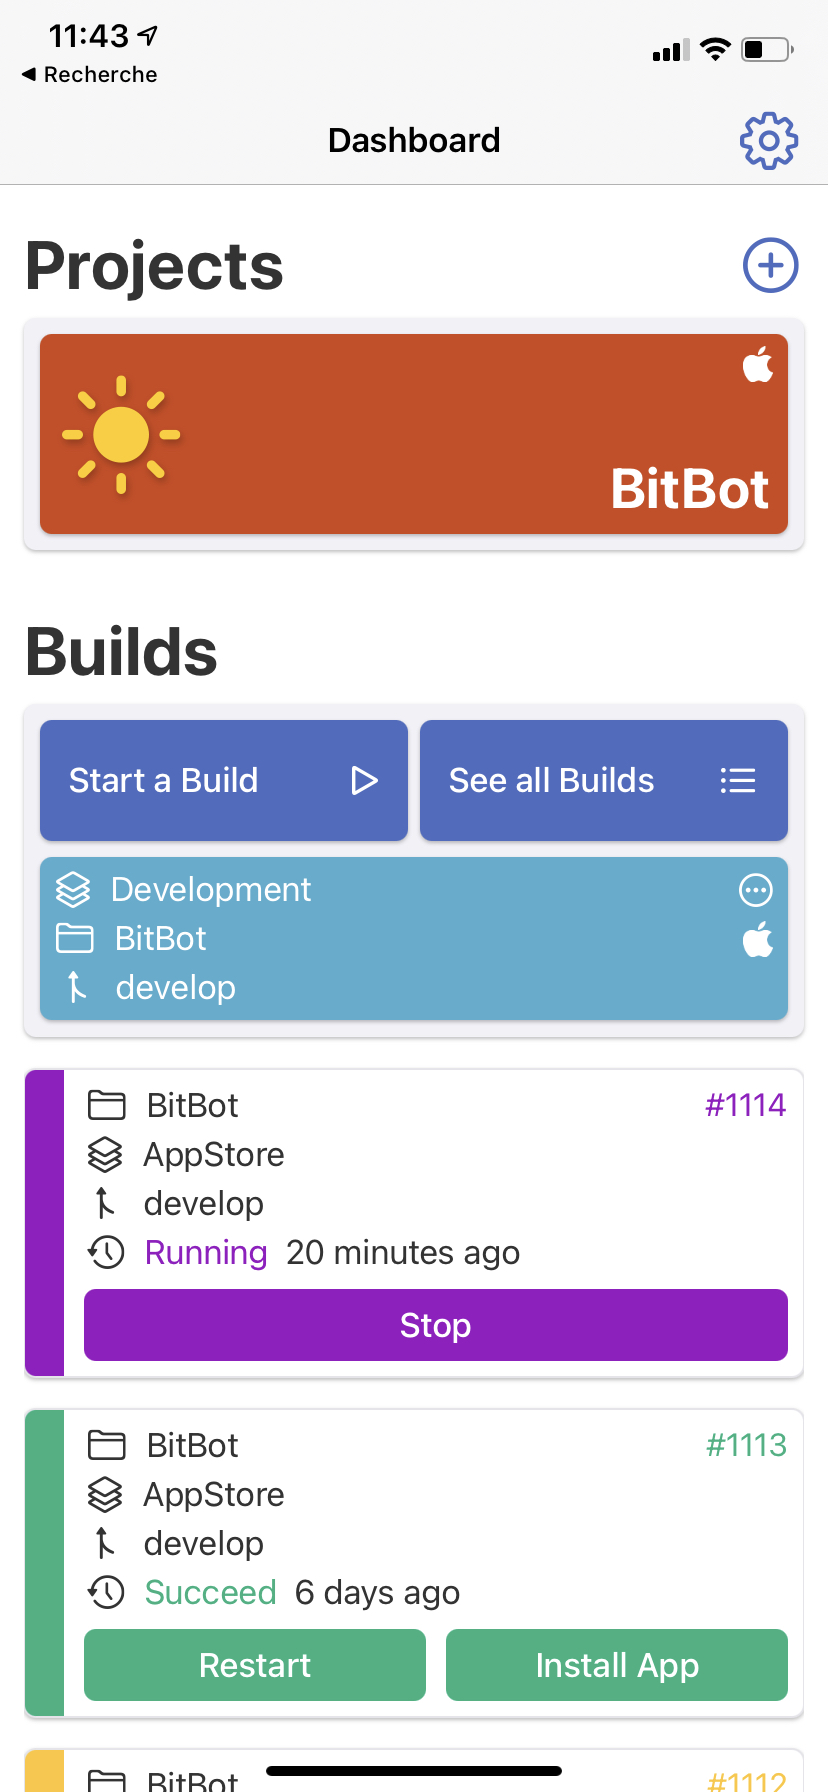 11:43
◀ Recherche
Dashboard
Projects
BitBot
Builds
Start a Build
See all Builds
Development
BitBot
develop
BitBot
#1114
AppStore
develop
Running 20 minutes ago
Stop
BitBot
#1113
AppStore
develop
Succeed 6 days ago
Restart
Install App
BitBot
#1112